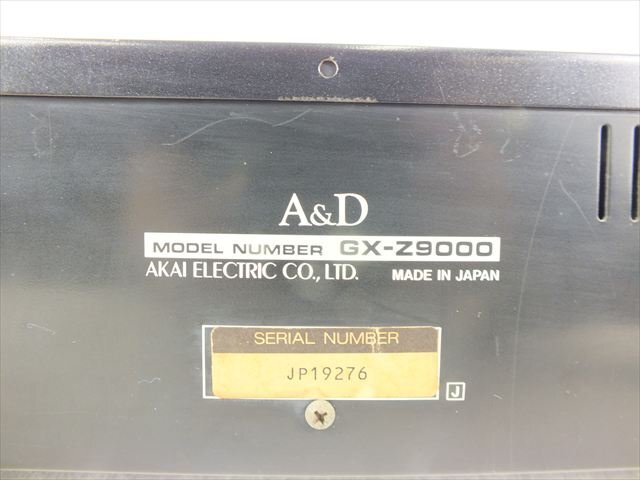 A&D
MODEL NUMBER GX-Z9000
AKAI ELECTRIC CO., LTD. MADE IN JAPAN
SERIAL NUMBER
JP19276
J